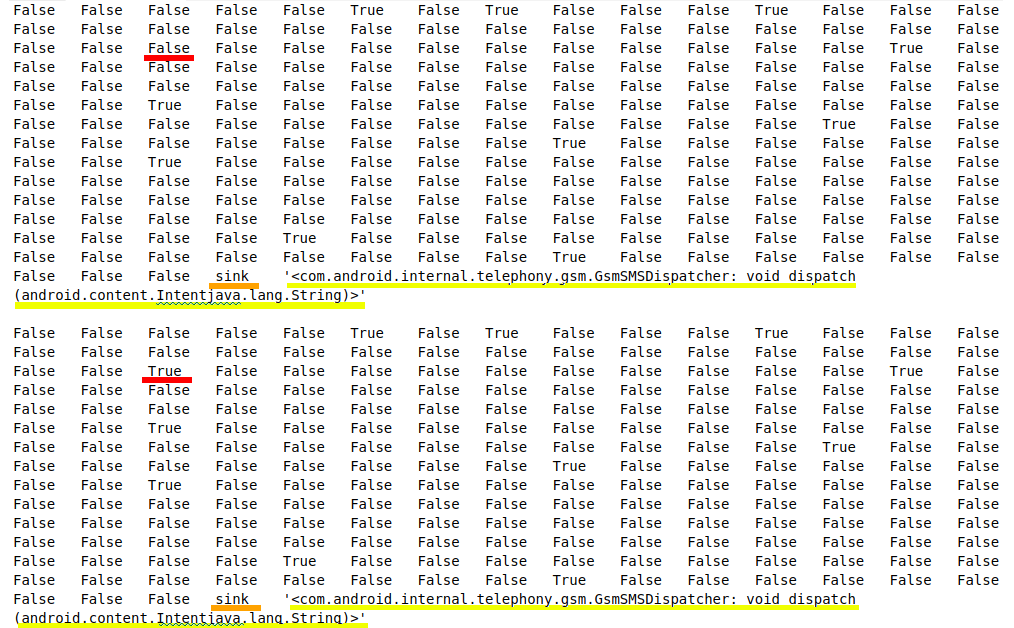 False False False False False True False True False False False True False False False
False False False False False False False False False False False False False False False
False False False False False False False False False False False False False True False
False False False False False False False False False False False False False False False
False False False False False False False False False False False False False False False
False False True False False False False False False False False False False False False
False False False False False False False False False False False False True False False
False False False False False False False False True False False False False False False
False False True False False False False False False False False False False False False
False False False False False False False False False False False False False False False
False False False False False False False False False False False False False False False
False False False False False False False False False False False False False False False
False False False False True False False False False False False False False False False
False False False False False False False False True False False False False False False
False False False sink '<com.android.internal.telephony.gsm.GsmSMSDispatcher: void dispatch
(android.content.Intentjava.lang.String)>'
False False False False False True False True False False False True False False False
False False False False False False False False False False False False False False False
False False True False False False False False False False False False False True False
False False False False False False False False False False False False False False False
False False False False False False False False False False False False False False False
False False True False False False False False False False False False False False False
False False False False False False False False False False False False True False False
False False False False False False False False True False False False False False False
False False True False False False False False False False False False False False False
False False False False False False False False False False False False False False False
False False False False False False False False False False False False False False False
False False False False False False False False False False False False False False False
False False False False True False False False False False False False False False False
False False False False False False False False True False False False False False False
False False False sink '<com.android.internal.telephony.gsm.GsmSMSDispatcher: void dispatch
(android.content.Intentjava.lang.String)>'